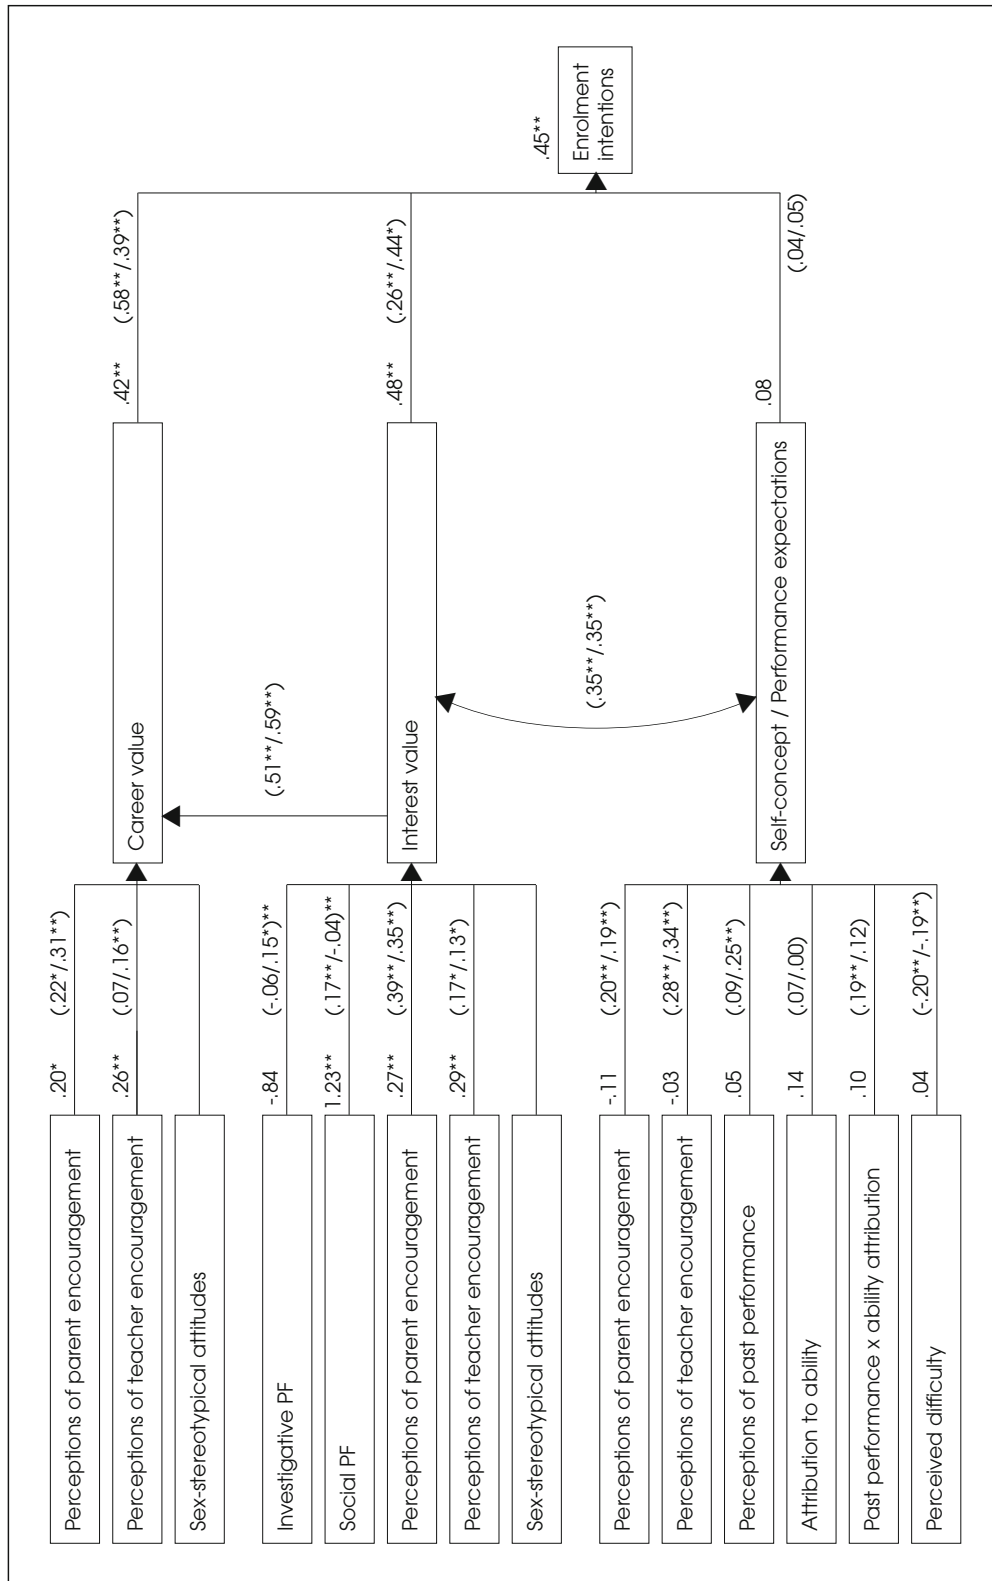 Perceptions of parent encouragement
.20*
(.22*/.31**)
Perceptions of teacher encouragement
.26**
(.07/.16**)
Sex-stereotypical attitudes
Career value
.42**
(.58**/.39**)
(.51**/.59**)
Investigative PF
-.84
(-.06/.15*)**
Social PF
1.23**
(.17**/-.04)**
Perceptions of parent encouragement
.27**
(.39**/.35**)
Perceptions of teacher encouragement
.29**
(.17*/.13*)
Sex-stereotypical attitudes
Interest value
.48**
(.26**/.44*)
.45**
Enrolment
intentions
(.35**/.35**)
Perceptions of parent encouragement
-.11
(.20**/.19**)
Perceptions of teacher encouragement
-.03
(.28**/.34**)
Perceptions of past performance
.05
(.09/.25**)
Attribution to ability
.14
(.07/.00)
Past performance x ability attribution
.10
(.19**/.12)
Perceived difficulty
.04
(-.20**/-.19**)
Self-concept / Performance expectations
.08
(.04/.05)